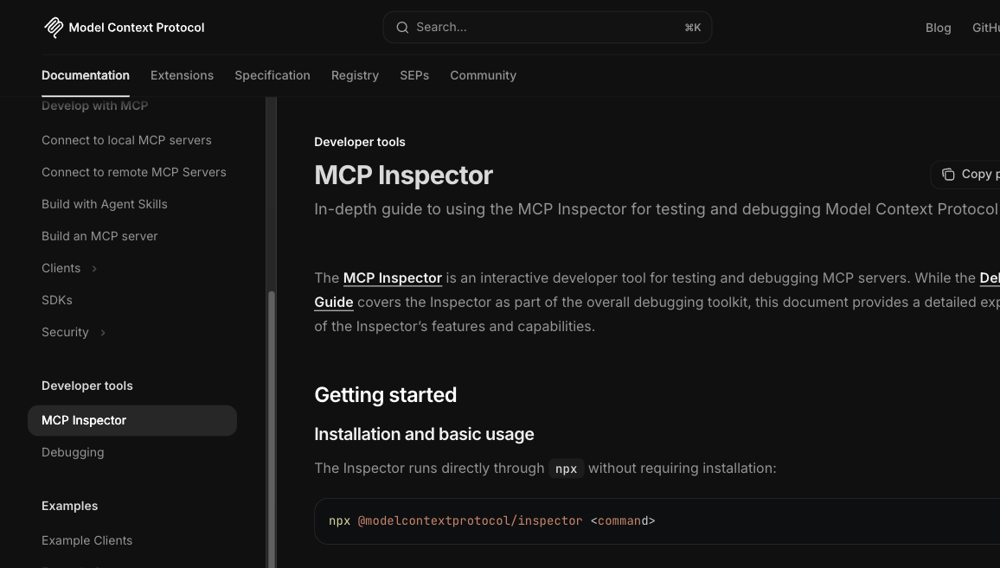 Model Context Protocol
Search...
⌘K
Blog
Documentation
Extensions
Specification
Registry
SEPs
Community
Develop with MCP
Connect to local MCP servers
Connect to remote MCP Servers
Build with Agent Skills
Build an MCP server
Clients
SDKs
Security
Developer tools
MCP Inspector
Debugging
Examples
Example Clients
Developer tools
MCP Inspector
Copy
In-depth guide to using the MCP Inspector for testing and debugging Model Context Protocol
The MCP Inspector is an interactive developer tool for testing and debugging MCP servers. While the
Guide covers the Inspector as part of the overall debugging toolkit, this document provides a detailed
of the Inspector’s features and capabilities.
Getting started
Installation and basic usage
The Inspector runs directly through npx without requiring installation:
npx @modelcontextprotocol/inspector <command>